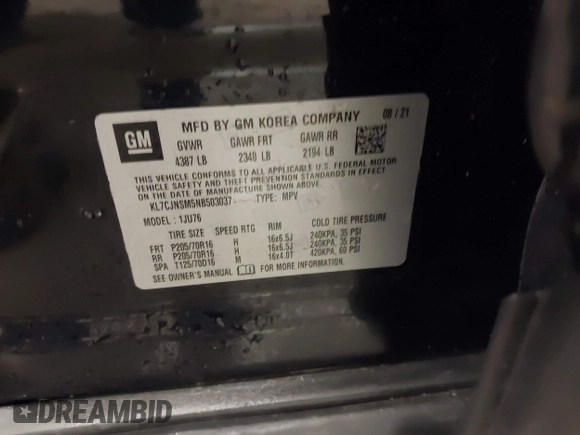 GM
MFD BY GM KOREA COMPANY 08 / 21
GVWR GAWR FRT GAWR RR
4387 LB 2348 LB 2194 LB
THIS VEHICLE CONFORMS TO ALL APPLICABLE U.S. FEDERAL MOTOR
VEHICLE SAFETY AND THEFT PREVENTION STANDARDS IN EFFECT ON
THE DATE OF MANUFACTURE SHOWN ABOVE.
KL7CJNSM5NB503037 TYPE: MPV
MODEL: 1JU76
TIRE SIZE SPEED RTG RIM COLD TIRE PRESSURE
FRT P205/70R16 H 16x6.5J 240KPA, 35 PSI
RR P205/70R16 H 16x6.5J 240KPA, 35 PSI
SPA T125/70D16 M 16x4.0T 420KPA, 60 PSI
SEE OWNER'S MANUAL FOR MORE INFORMATION.
DREAMBID